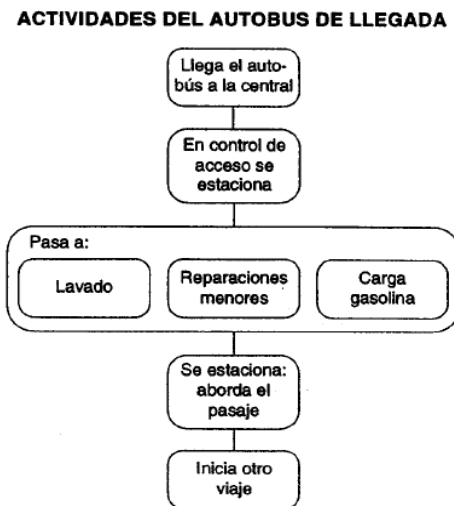 ACTIVIDADES DEL AUTOBUS DE LLEGADA
Llega el auto-
bús a la central
En control de
acceso se
estaciona
Pasa a:
Lavado
Reparaciones
menores
Carga
gasolina
Se estaciona:
aborda el
pasaje
Inicia otro
viaje